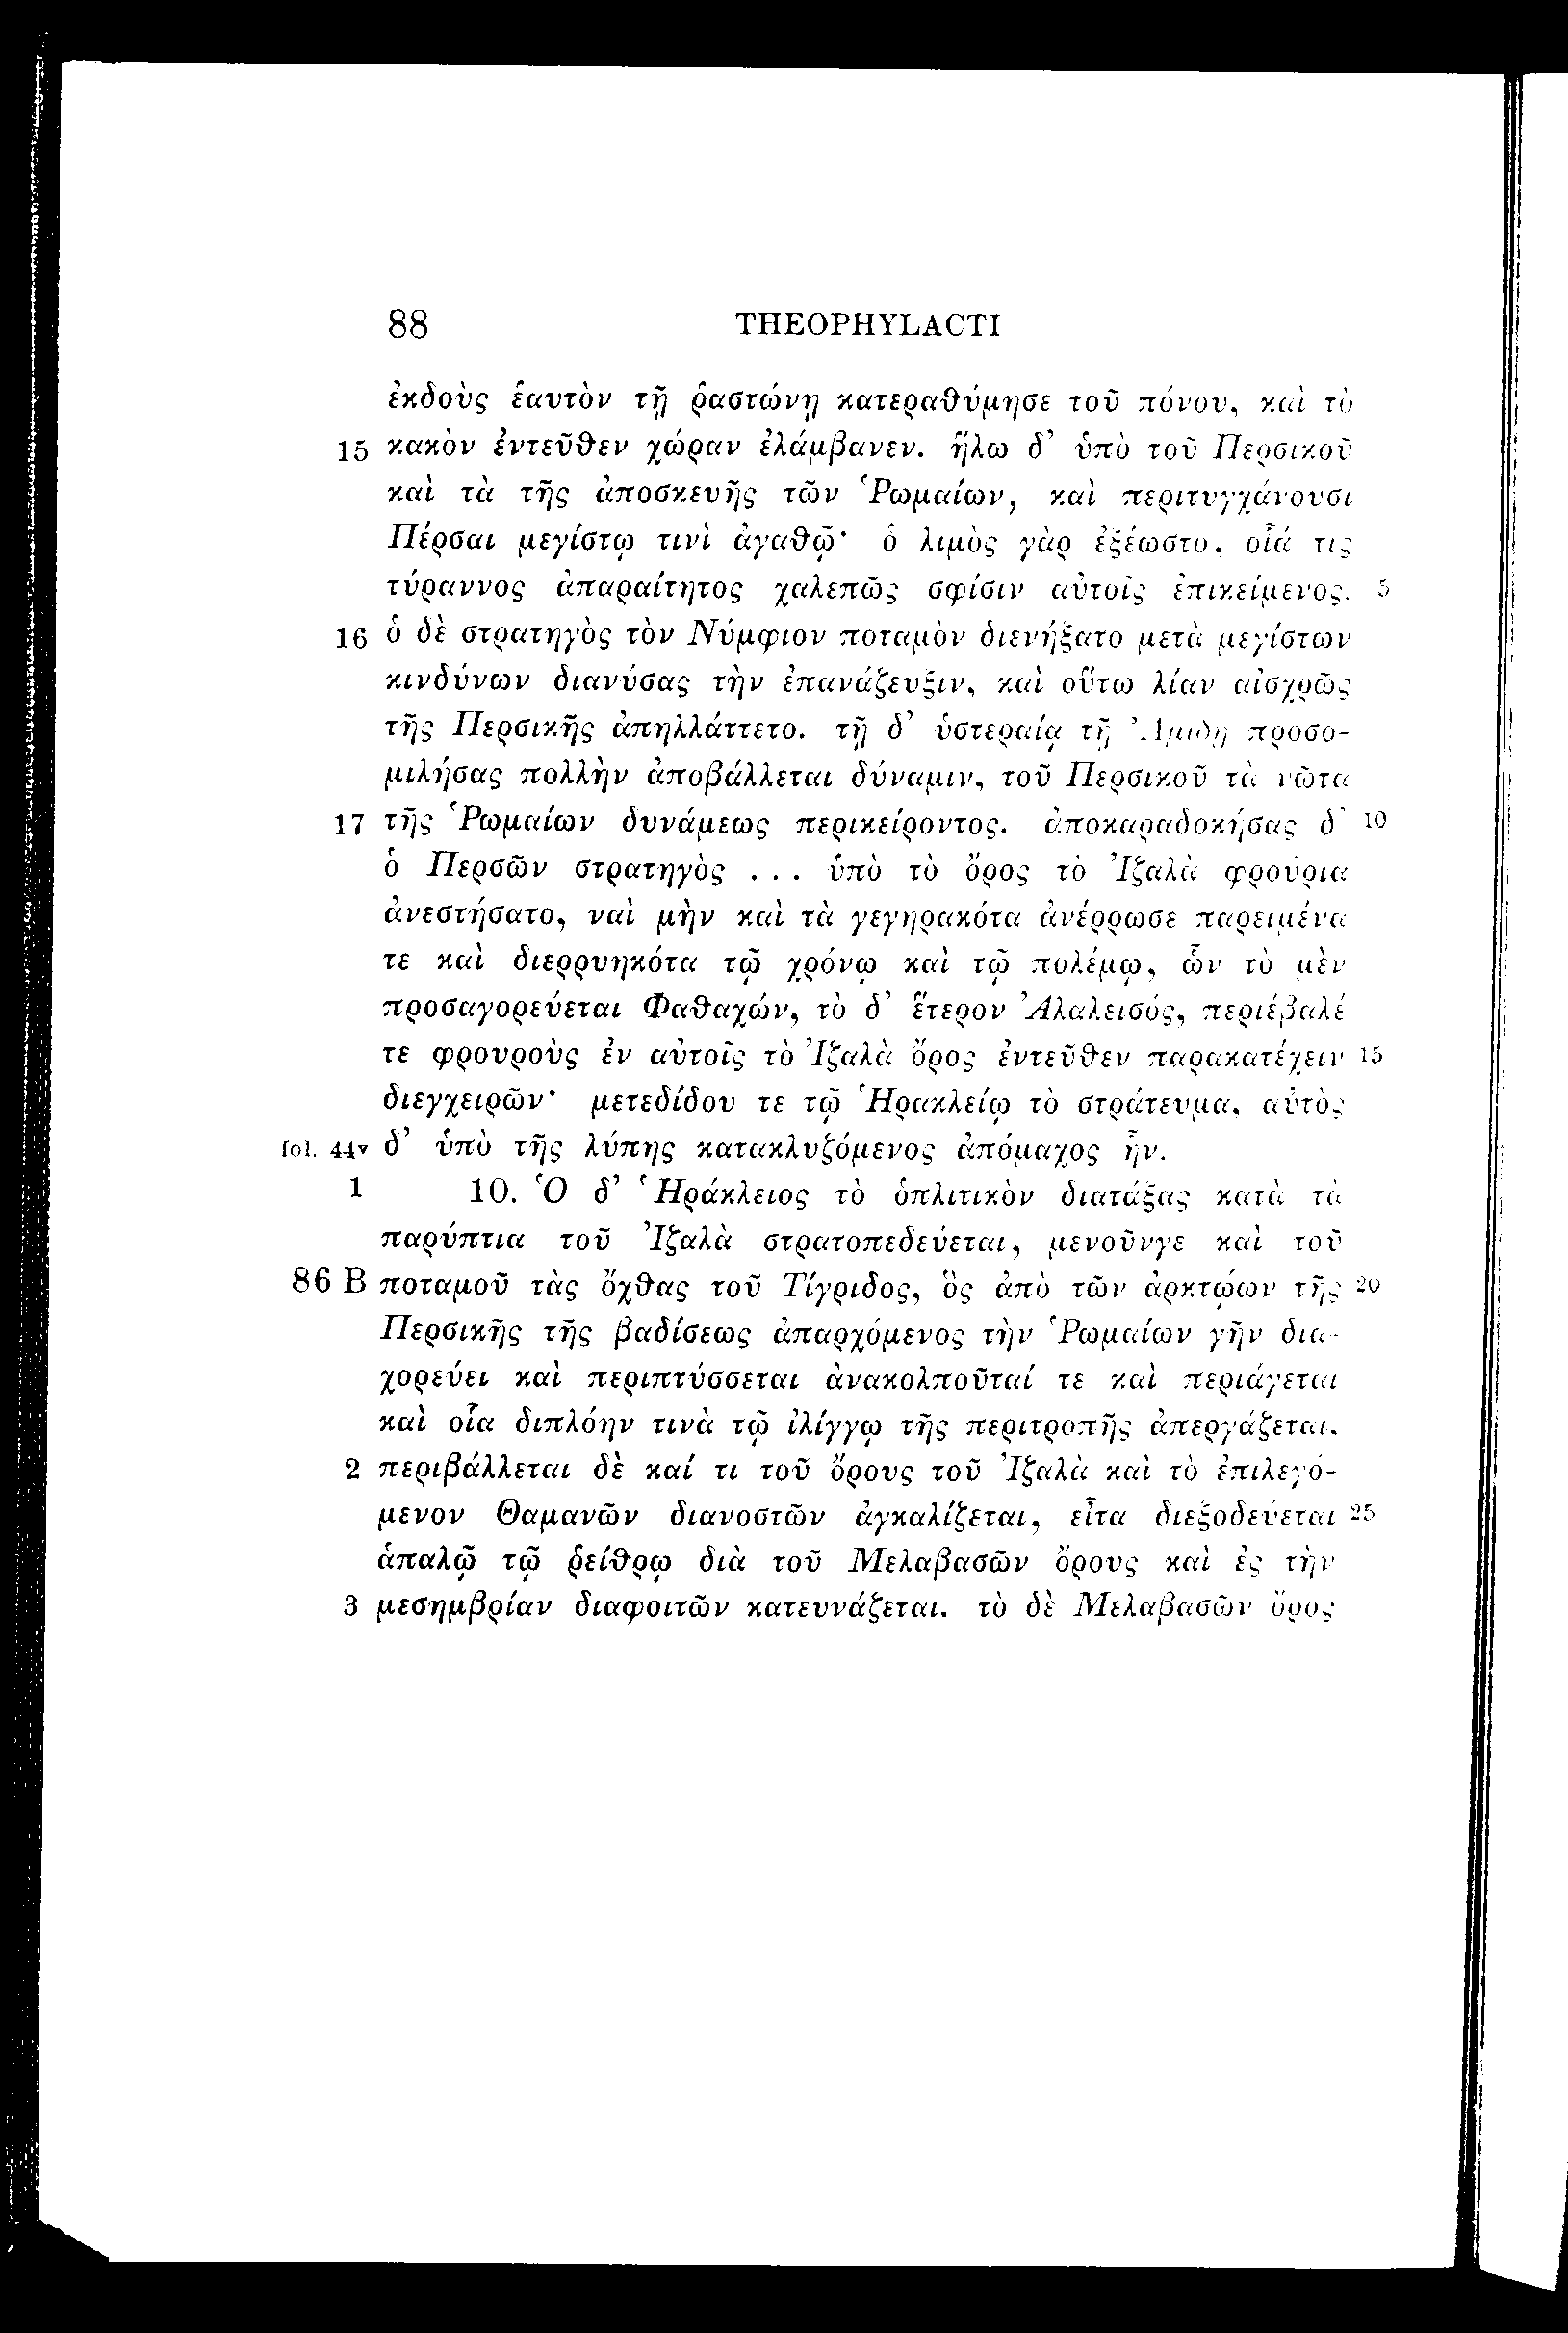 88 THEOPHYLACTI
ἐκδοὺς ἑαυτὸν τῇ ῥαστώνῃ κατεραθύμησε τοῦ πόνου, καὶ τὸ
15 κακὸν ἐντεῦθεν χώραν ἐλάμβανεν. ἥλω δ’ ὑπὸ τοῦ Περσικοῦ
καὶ τὰ τῆς ἀποσκευῆς τῶν Ῥωμαίων, καὶ περιτυγχάνουσι
Πέρσαι μεγίστῳ τινὶ ἀγαθῷ· ὁ λιμὸς γὰρ ἐξέωστο, οἷά τις
τύραννος ἀπαραίτητος χαλεπῶς σφίσιν αὐτοῖς ἐπικείμενος. 5
16 ὁ δὲ στρατηγὸς τὸν Νύμφιον ποταμὸν διενήξατο μετὰ μεγίστων
κινδύνων διανύσας τὴν ἐπανάζευξιν, καὶ οὕτω λίαν αἰσχρῶς
τῆς Περσικῆς ἀπηλλάττετο. τῇ δ’ ὑστεραίᾳ τῇ Ἀμίδῃ προσο-
μιλήσας πολλὴν ἀποβάλλεται δύναμιν, τοῦ Περσικοῦ τὰ νῶτα
17 τῆς Ῥωμαίων δυνάμεως περικείροντος. ἀποκαραδοκήσας δ’ 10
ὁ Περσῶν στρατηγὸς . . . ὑπὸ τὸ ὄρος τὸ Ἰζαλὰ φρούρια
ἀνεστήσατο, ναὶ μὴν καὶ τὰ γεγηρακότα ἀνέρρωσε παρειμένα
τε καὶ διερρυηκότα τῷ χρόνῳ καὶ τῷ πολέμῳ, ὧν τὸ μὲν
προσαγορεύεται Φαθαχών, τὸ δ’ ἕτερον Ἀλαλεισός, περιέβαλέ
τε φρουροὺς ἐν αὐτοῖς τὸ Ἰζαλὰ ὄρος ἐντεῦθεν παρακατέχειν 15
διεγχειρῶν· μετεδίδου τε τῷ Ἡρακλείῳ τὸ στράτευμα, αὐτὸς
fol. 44v δ’ ὑπὸ τῆς λύπης κατακλυζόμενος ἀπόμαχος ἦν.
1 10. Ὁ δ’ Ἡράκλειος τὸ ὁπλιτικὸν διατάξας κατὰ τὰ
παρύπτια τοῦ Ἰζαλὰ στρατοπεδεύεται, μενοῦνγε καὶ τοῦ
86 B ποταμοῦ τὰς ὄχθας τοῦ Τίγριδος, ὃς ἀπὸ τῶν ἀρκτῴων τῆς 20
Περσικῆς τῆς βαδίσεως ἀπαρχόμενος τὴν Ῥωμαίων γῆν δια-
χορεύει καὶ περιπτύσσεται ἀνακολποῦταί τε καὶ περιάγεται
καὶ οἷα διπλόην τινὰ τῷ ἰλίγγῳ τῆς περιτροπῆς ἀπεργάζεται.
2 περιβάλλεται δὲ καί τι τοῦ ὄρους τοῦ Ἰζαλὰ καὶ τὸ ἐπιλεγό-
μενον Θαμανῶν διανοστῶν ἀγκαλίζεται, εἶτα διεξοδεύεται 25
ἁπαλῷ τῷ ῥείθρῳ διὰ τοῦ Μελαβασῶν ὄρους καὶ ἐς τὴν
3 μεσημβρίαν διαφοιτῶν κατευνάζεται. τὸ δὲ Μελαβασῶν ὄρος